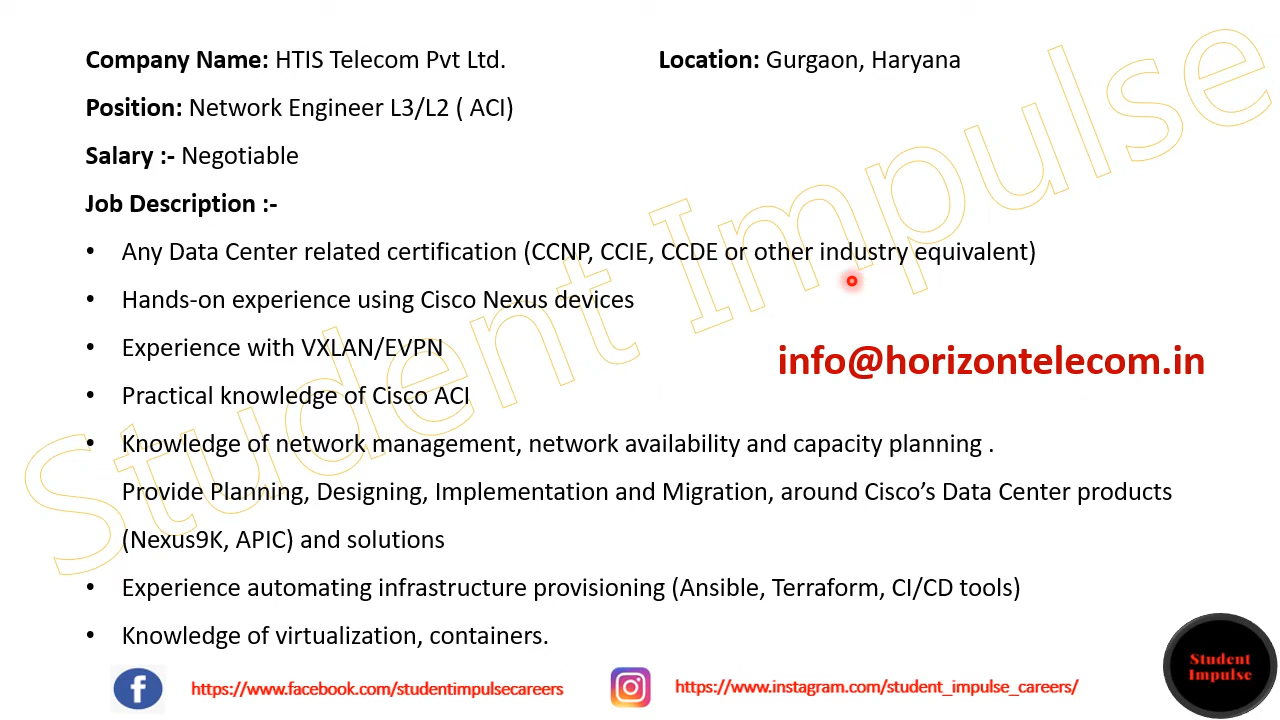 Company Name: HTIS Telecom Pvt Ltd. Location: Gurgaon, Haryana
Position: Network Engineer L3/L2 ( ACI)
Salary :- Negotiable
Job Description :-
• Any Data Center related certification (CCNP, CCIE, CCDE or other industry equivalent)
• Hands-on experience using Cisco Nexus devices
• Experience with VXLAN/EVPN
info@horizontelecom.in
• Practical knowledge of Cisco ACI
• Knowledge of network management, network availability and capacity planning .
Provide Planning, Designing, Implementation and Migration, around Cisco’s Data Center products
(Nexus9K, APIC) and solutions
• Experience automating infrastructure provisioning (Ansible, Terraform, CI/CD tools)
• Knowledge of virtualization, containers.
Student Impulse
https://www.facebook.com/studentimpulsecareers
https://www.instagram.com/student_impulse_careers/
Student
Impulse